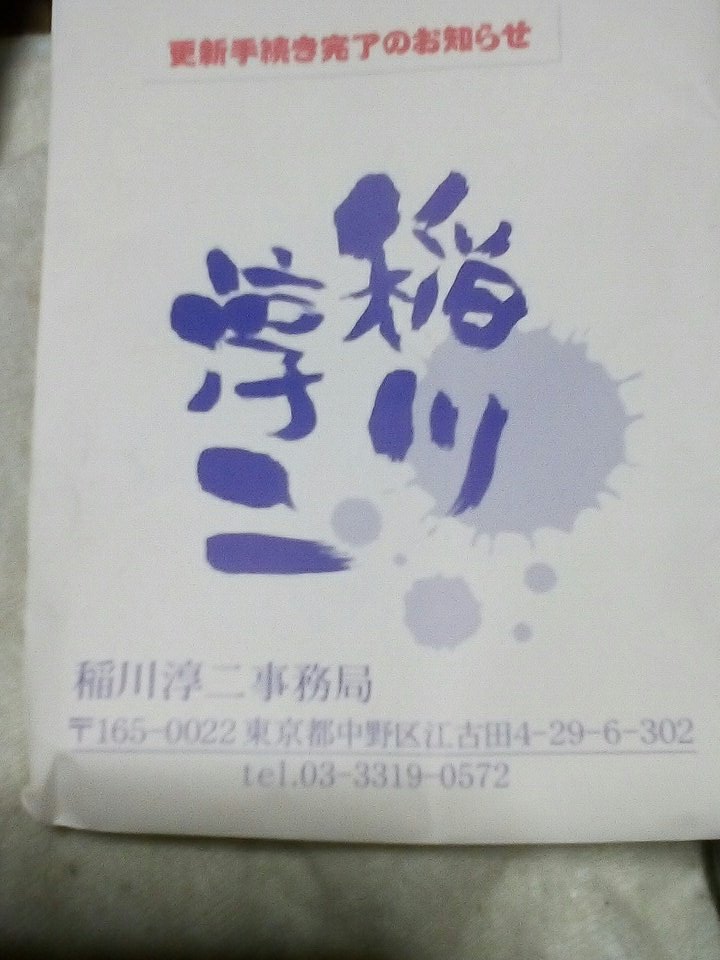 更新手続き完了のお知らせ
稲川
淳二
稲川淳二事務局
〒165-0022 東京都中野区江古田4-29-6-302
tel.03-3319-0572